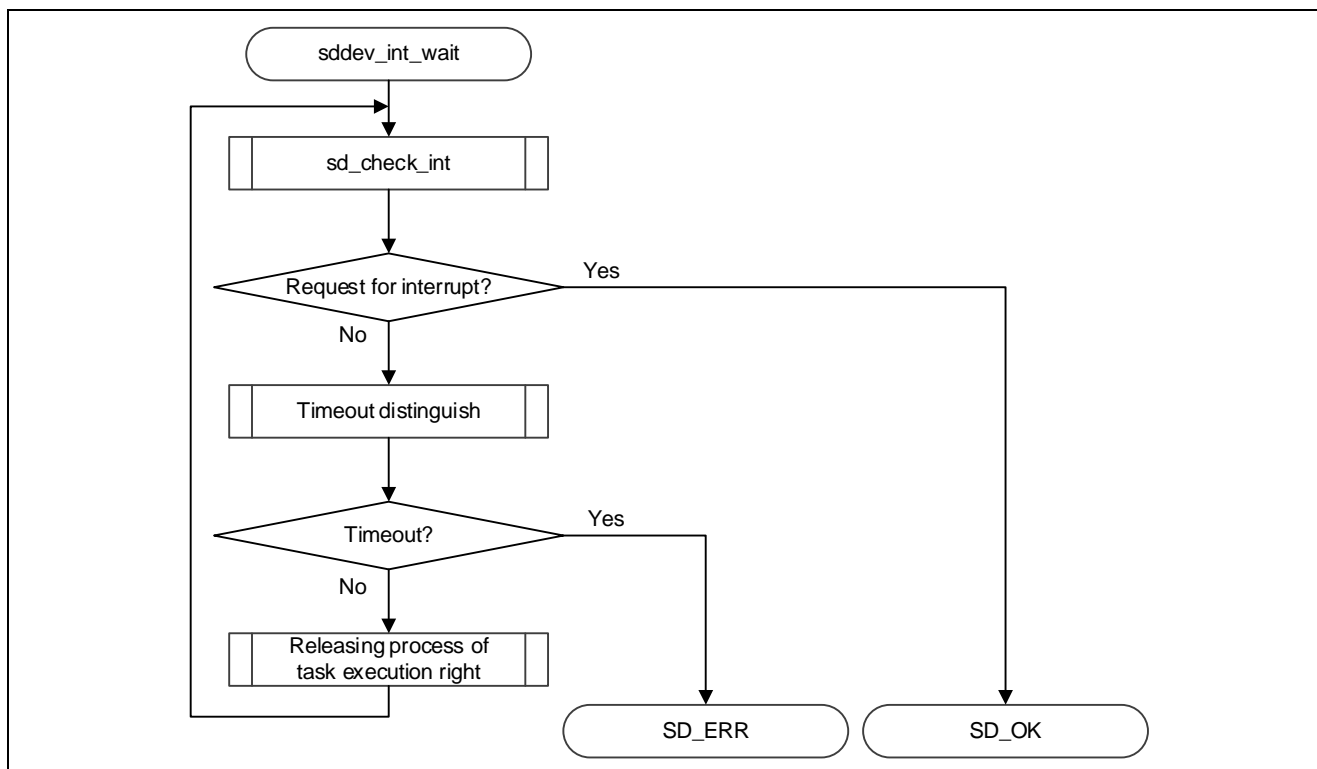 sddev_int_wait
sd_check_int
Request for interrupt?
Yes
No
Timeout distinguish
Timeout?
Yes
No
Releasing process of
task execution right
SD_ERR
SD_OK